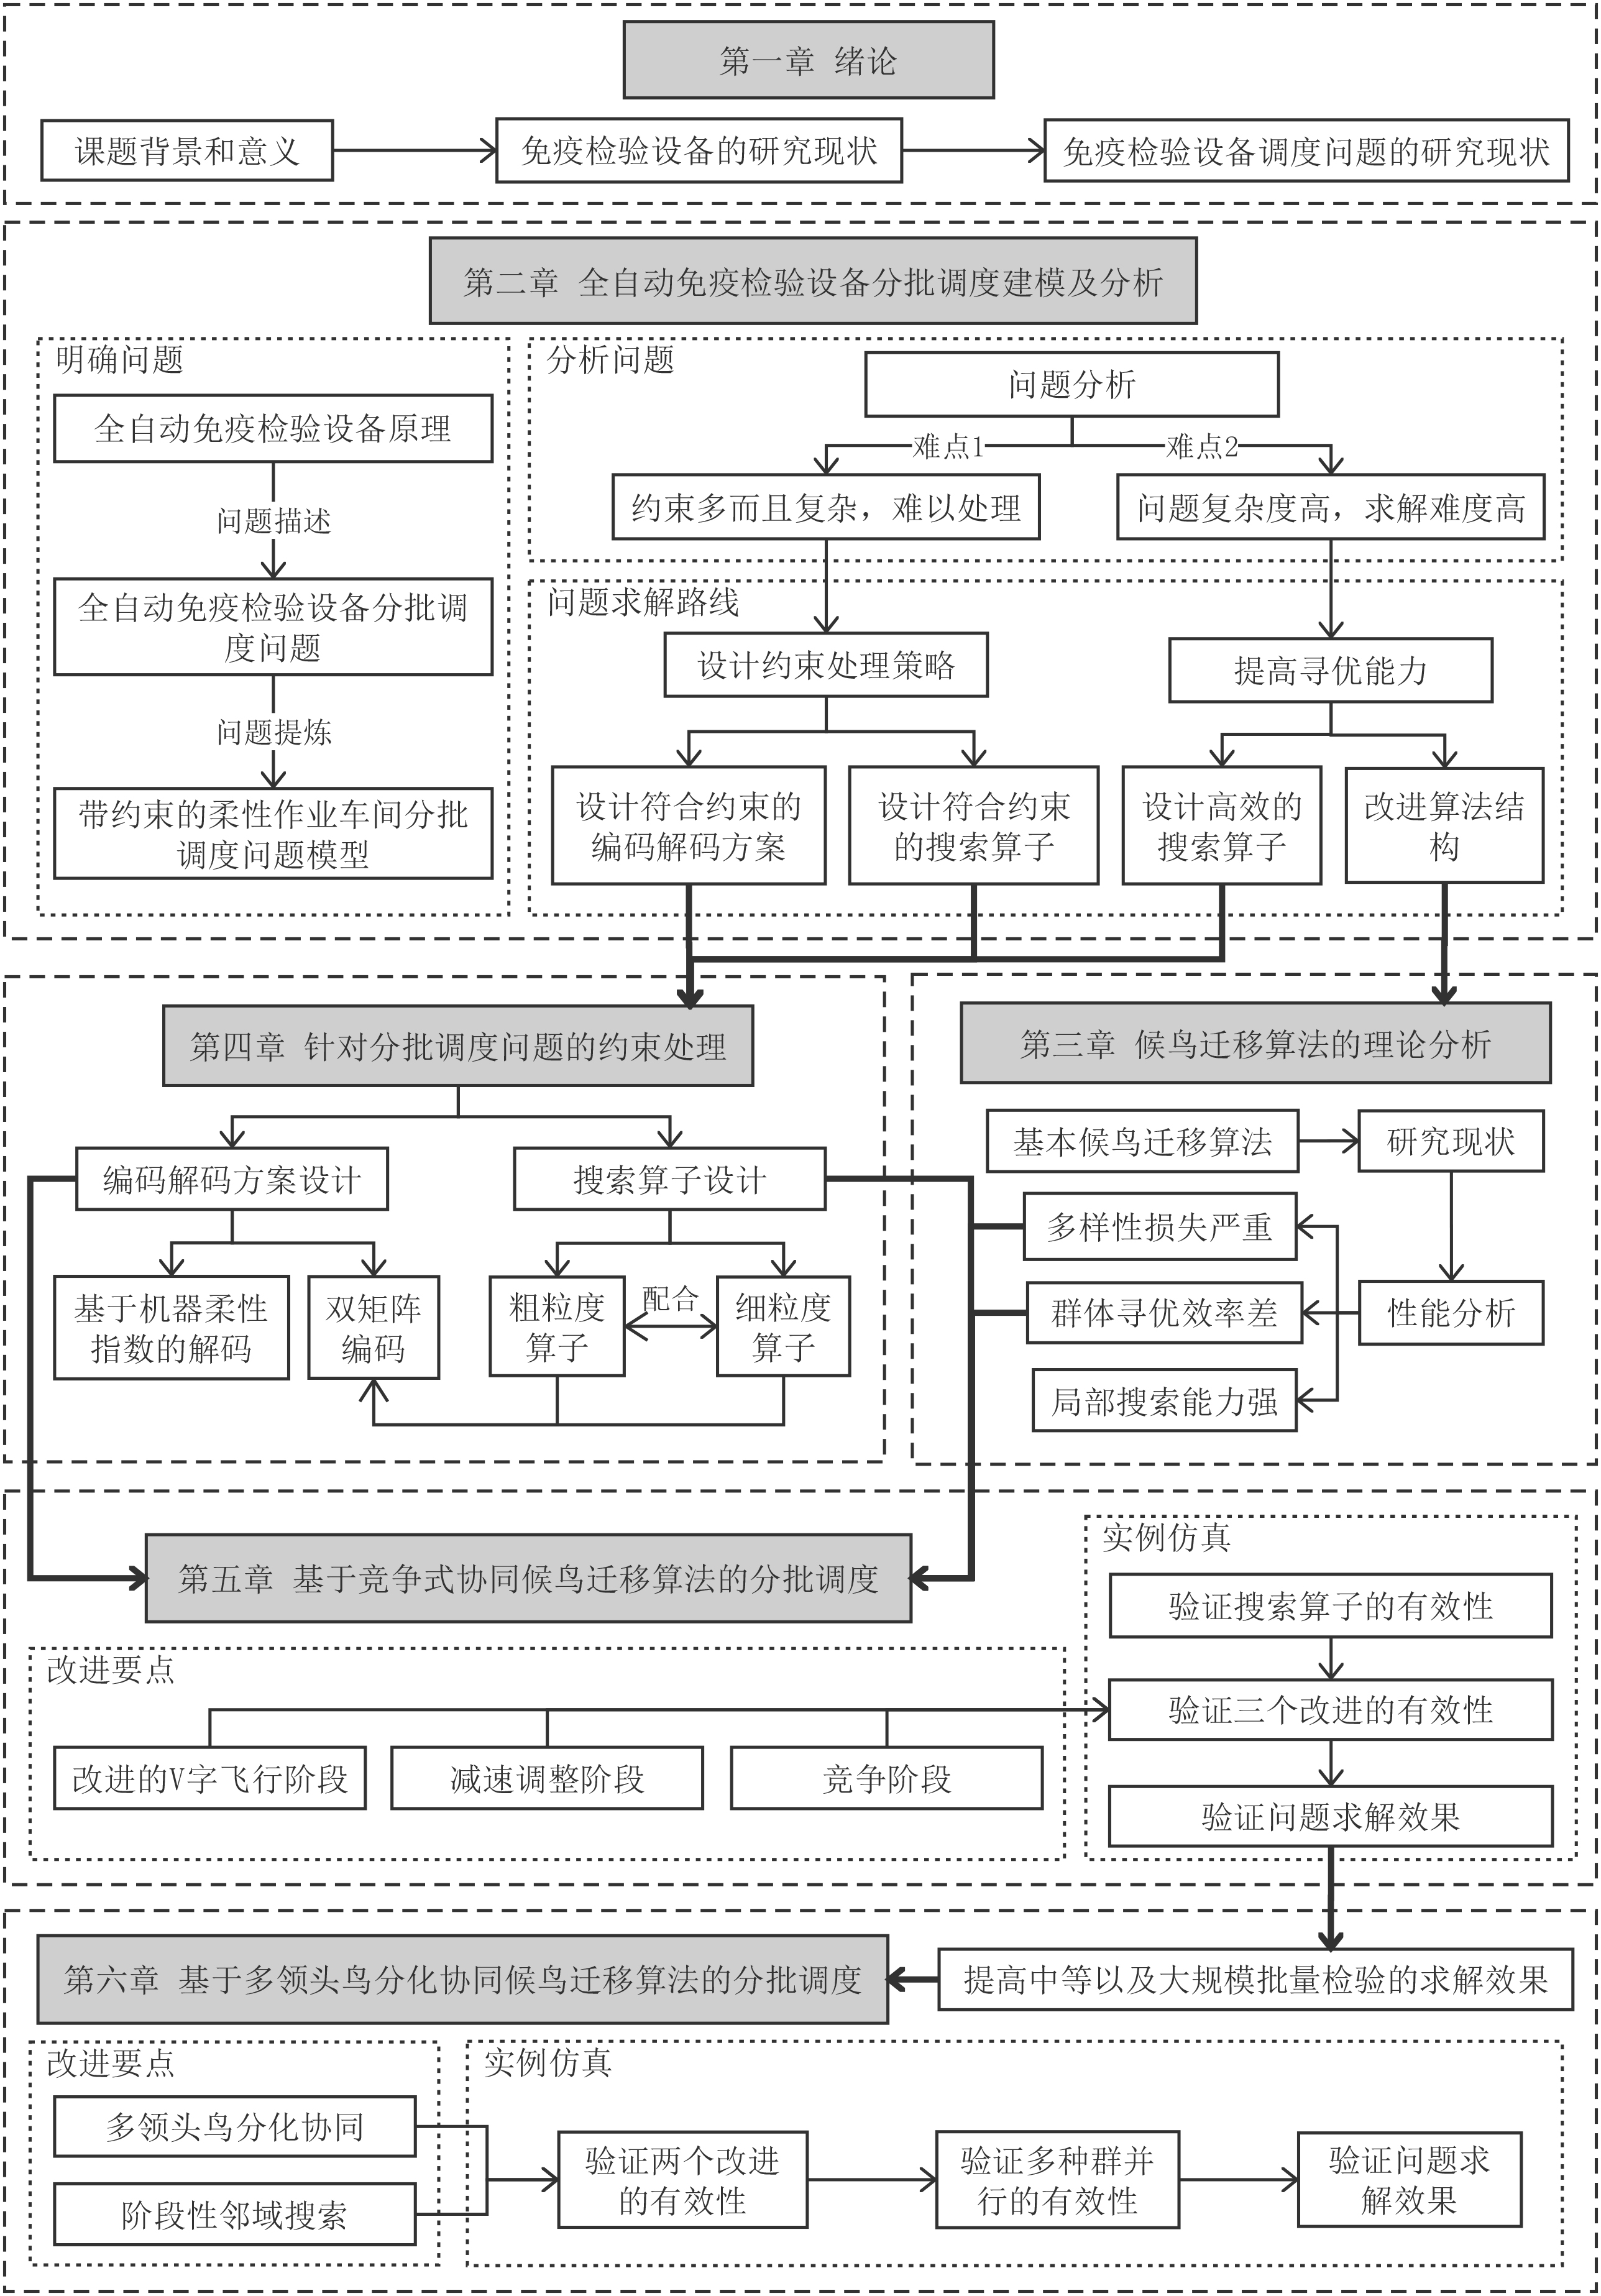 第一章 绪论
课题背景和意义
免疫检验设备的研究现状
免疫检验设备调度问题的研究现状
第二章 全自动免疫检验设备分批调度建模及分析
明确问题
全自动免疫检验设备原理
问题描述
全自动免疫检验设备分批调
度问题
问题提炼
带约束的柔性作业车间分批
调度问题模型
分析问题
问题分析
难点1
难点2
约束多而且复杂，难以处理
问题复杂度高，求解难度高
问题求解路线
设计约束处理策略
提高寻优能力
设计符合约束的
编码解码方案
设计符合约束
的搜索算子
设计高效的
搜索算子
改进算法结
构
第四章 针对分批调度问题的约束处理
编码解码方案设计
搜索算子设计
基于机器柔性
指数的解码
双矩阵
编码
粗粒度
算子
配合
细粒度
算子
第三章 候鸟迁移算法的理论分析
基本候鸟迁移算法
研究现状
多样性损失严重
群体寻优效率差
性能分析
局部搜索能力强
第五章 基于竞争式协同候鸟迁移算法的分批调度
改进要点
改进的V字飞行阶段
减速调整阶段
竞争阶段
实例仿真
验证搜索算子的有效性
验证三个改进的有效性
验证问题求解效果
第六章 基于多领头鸟分化协同候鸟迁移算法的分批调度
提高中等以及大规模批量检验的求解效果
改进要点
多领头鸟分化协同
阶段性邻域搜索
实例仿真
验证两个改进
的有效性
验证多种群并
行的有效性
验证问题求
解效果